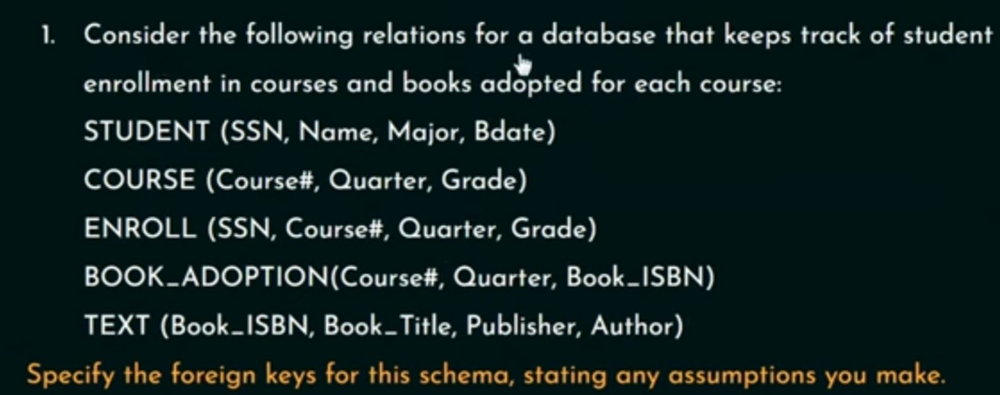 1. Consider the following relations for a database that keeps track of student
enrollment in courses and books adopted for each course:
STUDENT (SSN, Name, Major, Bdate)
COURSE (Course#, Quarter, Grade)
ENROLL (SSN, Course#, Quarter, Grade)
BOOK_ADOPTION(Course#, Quarter, Book_ISBN)
TEXT (Book_ISBN, Book_Title, Publisher, Author)
Specify the foreign keys for this schema, stating any assumptions you make.